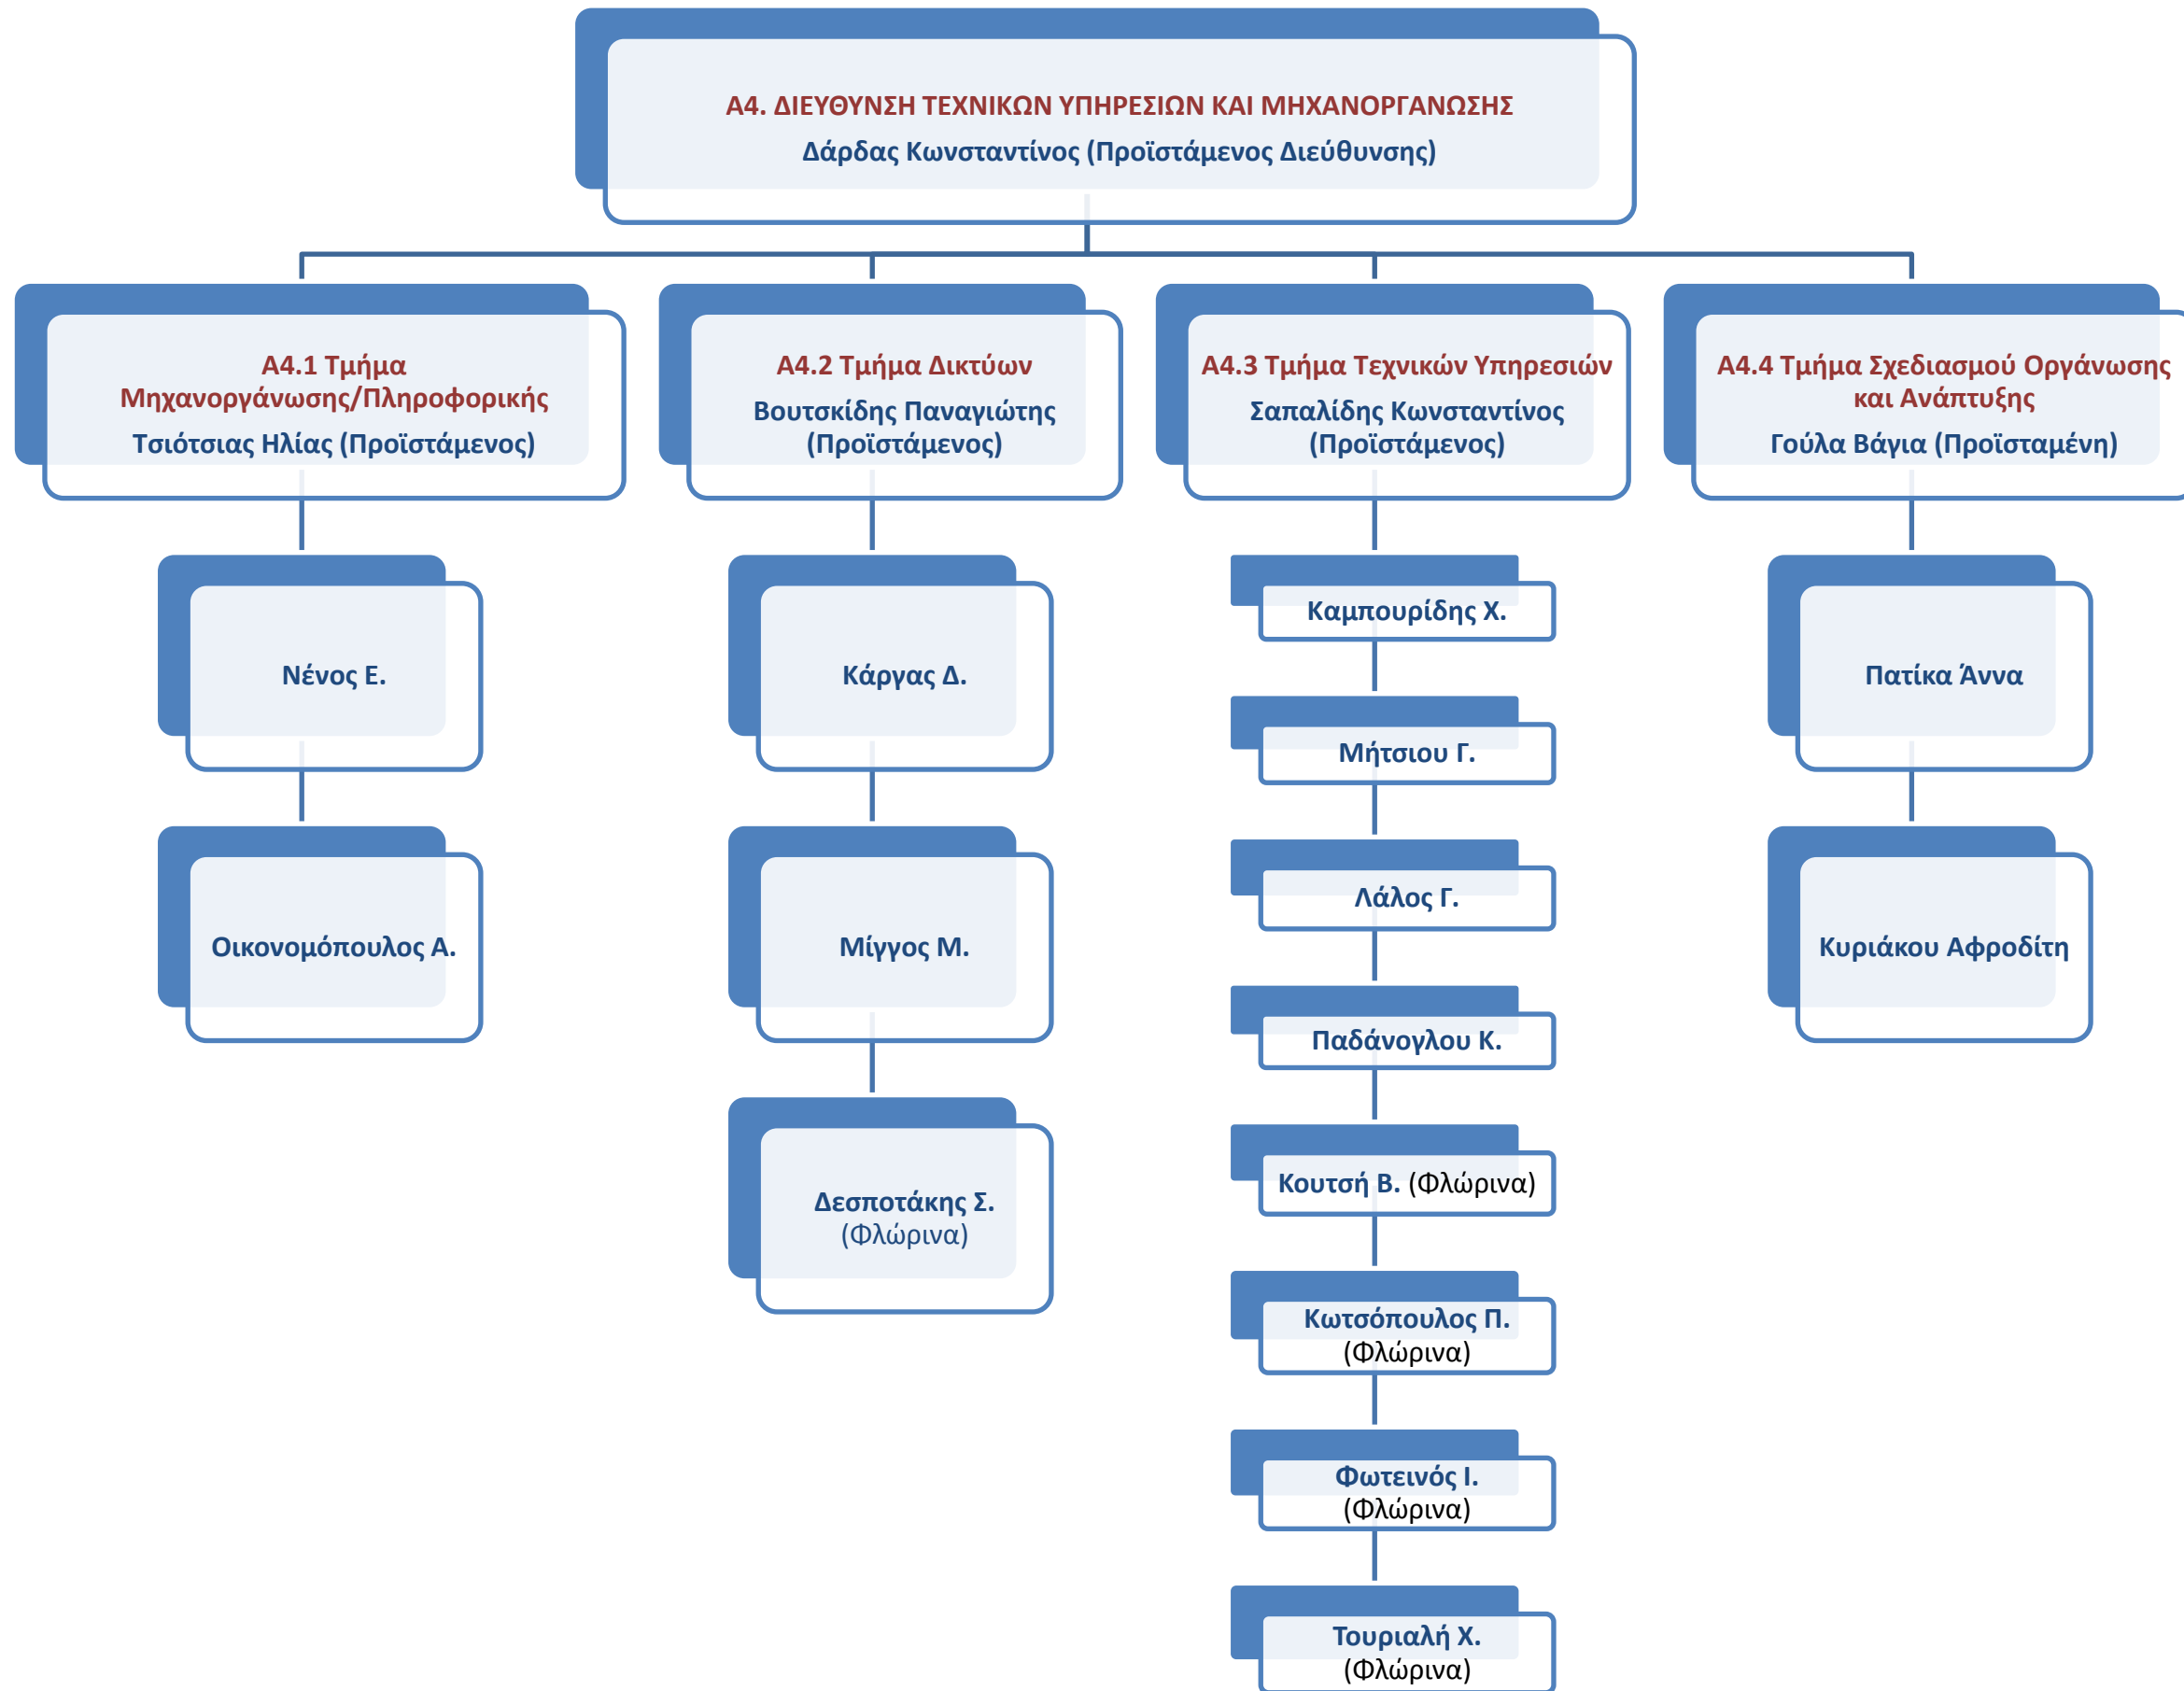 Α4. ΔΙΕΥΘΥΝΣΗ ΤΕΧΝΙΚΩΝ ΥΠΗΡΕΣΙΩΝ ΚΑΙ ΜΗΧΑΝΟΡΓΑΝΩΣΗΣ
Δάρδας Κωνσταντίνος (Προϊστάμενος Διεύθυνσης)
Α4.1 Τμήμα
Μηχανοργάνωσης/Πληροφορικής
Τσιότσιας Ηλίας (Προϊστάμενος)
Νένος Ε.
Οικονομόπουλος Α.
Α4.2 Τμήμα Δικτύων
Βουτσκίδης Παναγιώτης
(Προϊστάμενος)
Κάργας Δ.
Μίγγος Μ.
Δεσποτάκης Σ.
(Φλώρινα)
Α4.3 Τμήμα Τεχνικών Υπηρεσιών
Σαπαλίδης Κωνσταντίνος
(Προϊστάμενος)
Καμπουρίδης Χ.
Μήτσιου Γ.
Λάλος Γ.
Παδάνογλου Κ.
Κουτσή Β. (Φλώρινα)
Κωτσόπουλος Π.
(Φλώρινα)
Φωτεινός Ι.
(Φλώρινα)
Τουριαλή Χ.
(Φλώρινα)
Α4.4 Τμήμα Σχεδιασμού Οργάνωσης
και Ανάπτυξης
Γούλα Βάγια (Προϊσταμένη)
Πατίκα Άννα
Κυριάκου Αφροδίτη